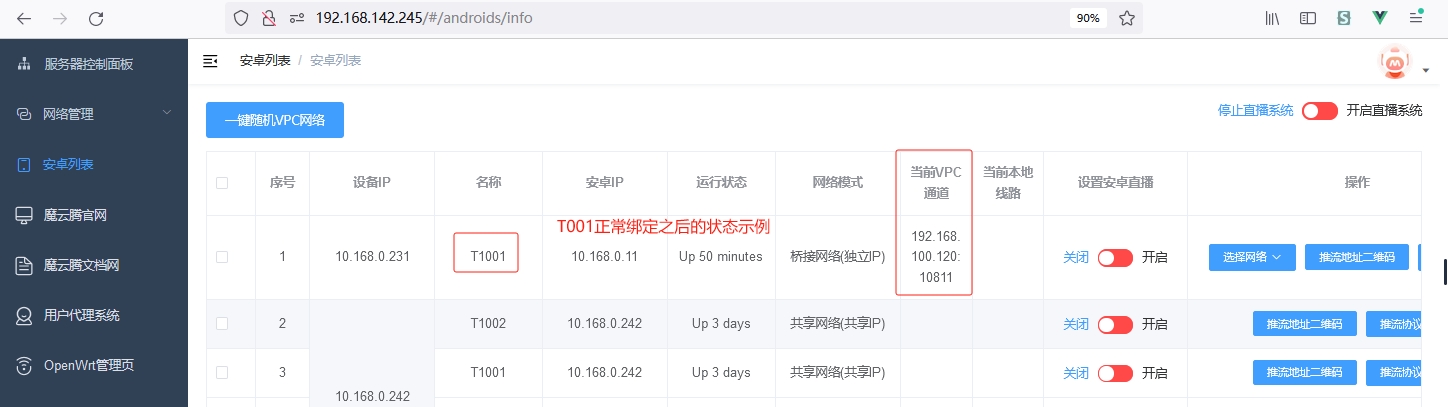 192.168.142.245/#/androids/info
90%
服务器控制面板
网络管理
安卓列表
魔云腾官网
魔云腾文档网
用户代理系统
OpenWrt管理页
安卓列表 / 安卓列表
一键随机VPC网络
停止直播系统 开启直播系统
序号 设备IP 名称 安卓IP 运行状态 网络模式 当前VPC 当前本地 设置安卓直播 操作
通道 线路
T001正常绑定之后的状态示例
1 10.168.0.231 T1001 10.168.0.11 Up 50 minutes 桥接网络(独立IP) 192.168. 关闭 开启 选择网络 推流地址二维码
100.120:
10811
2 T1002 10.168.0.242 Up 3 days 共享网络(共享IP) 关闭 开启 推流地址二维码 推流协议
3 T1001 10.168.0.242 Up 3 days 共享网络(共享IP) 关闭 开启 推流地址二维码 推流协议
10.168.0.242